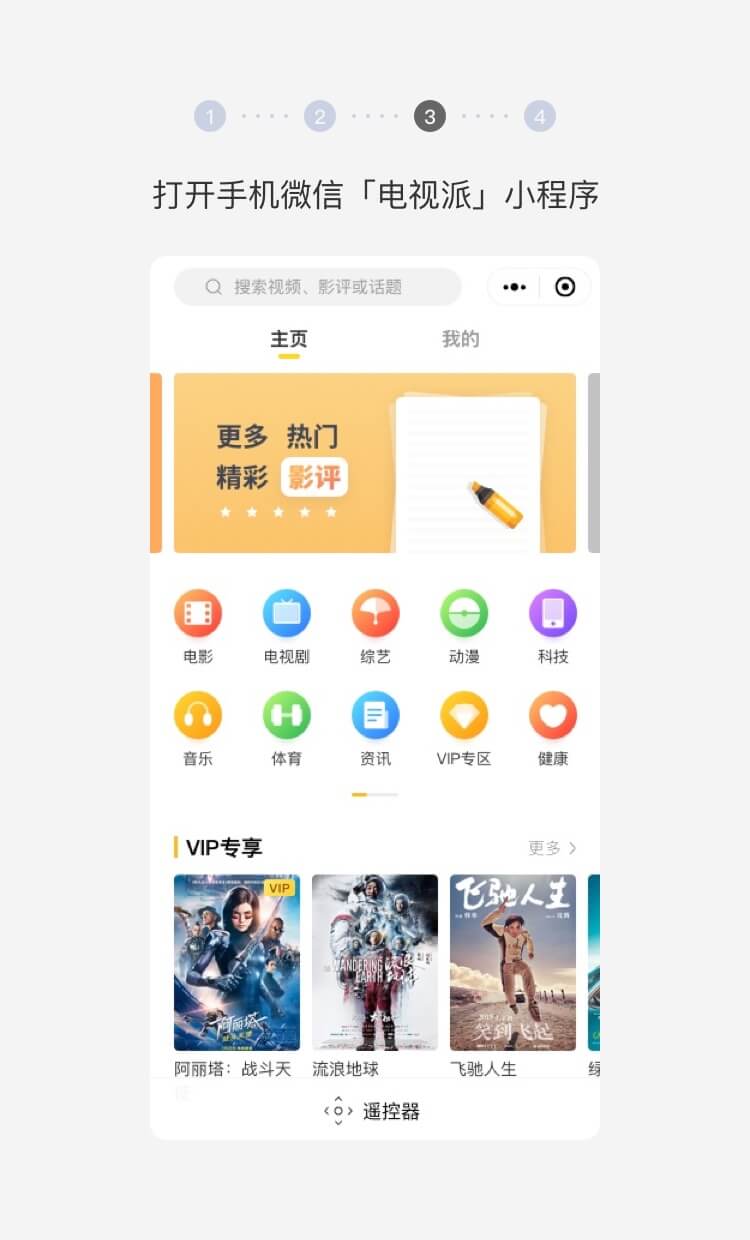 1 2 3 4
打开手机微信「电视派」小程序
搜索视频、影评或话题
主页 我的
更多 热门
精彩 影评
电影 电视剧 综艺 动漫 科技
音乐 体育 资讯 VIP专区 健康
VIP专享 更多
VIP
飞驰人生
WANDERING EARTH
流浪地球
阿丽塔
笑到飞起
阿丽塔：战斗天 流浪地球 飞驰人生 绿
遥控器